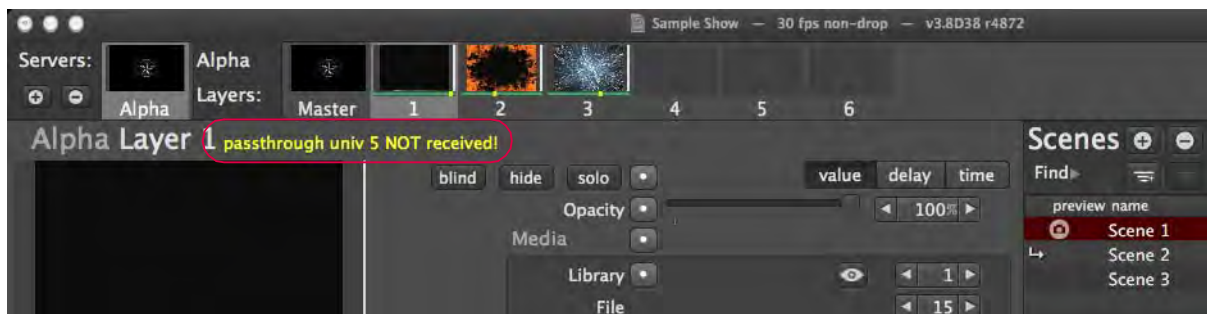 Sample Show — 30 fps non-drop — v3.8D38 r4872
Servers:
Alpha
Alpha
Layers:
Master
1
2
3
4
5
6
Alpha Layer 1 passthrough univ 5 NOT received!
blind hide solo
value delay time
Opacity
100%
Media
Library
1
File
15
Scenes
Find
preview name
Scene 1
Scene 2
Scene 3